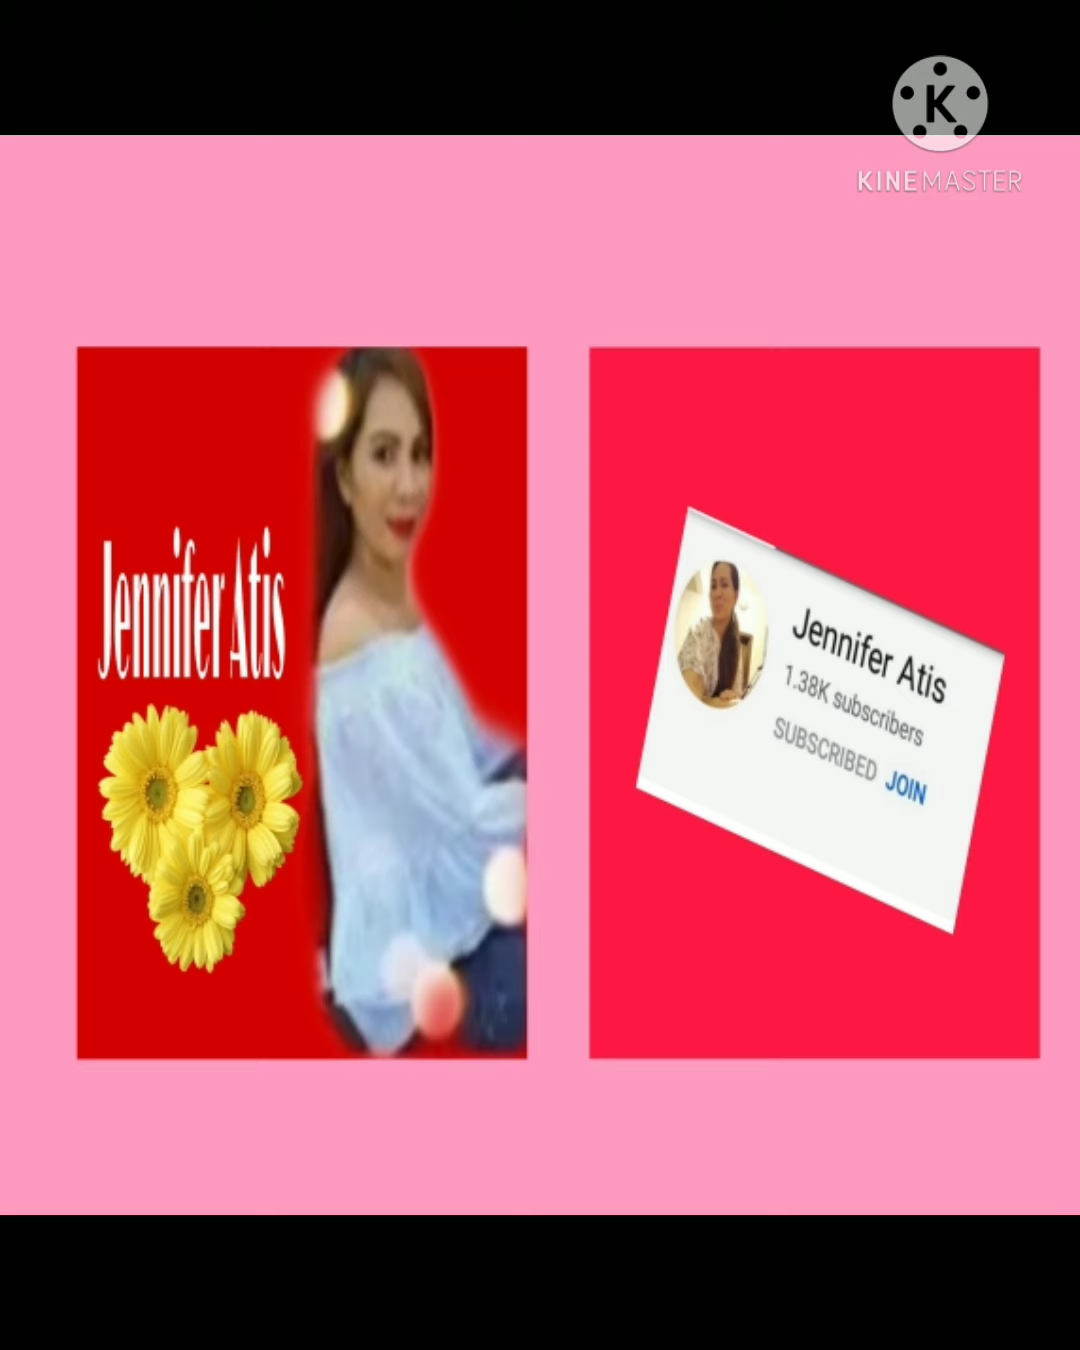 K
KINEMASTER
Jennifer Atis
Jennifer Atis
1.38K subscribers
SUBSCRIBED JOIN